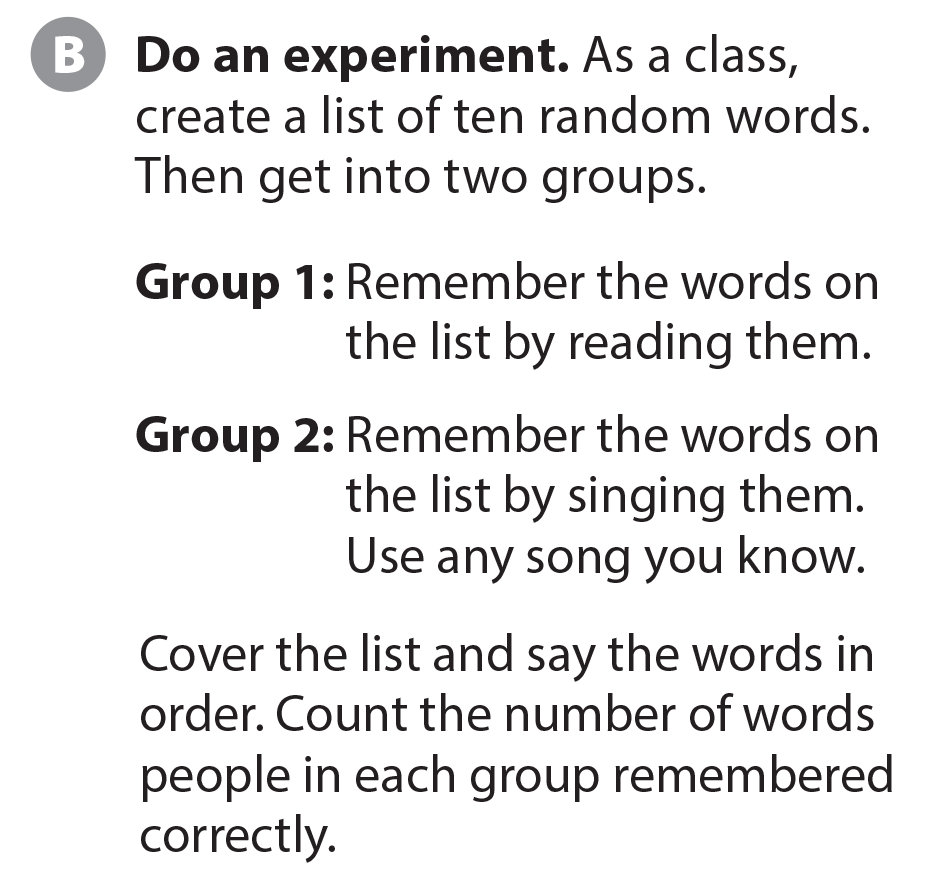 B Do an experiment. As a class,
create a list of ten random words.
Then get into two groups.
Group 1: Remember the words on
the list by reading them.
Group 2: Remember the words on
the list by singing them.
Use any song you know.
Cover the list and say the words in
order. Count the number of words
people in each group remembered
correctly.